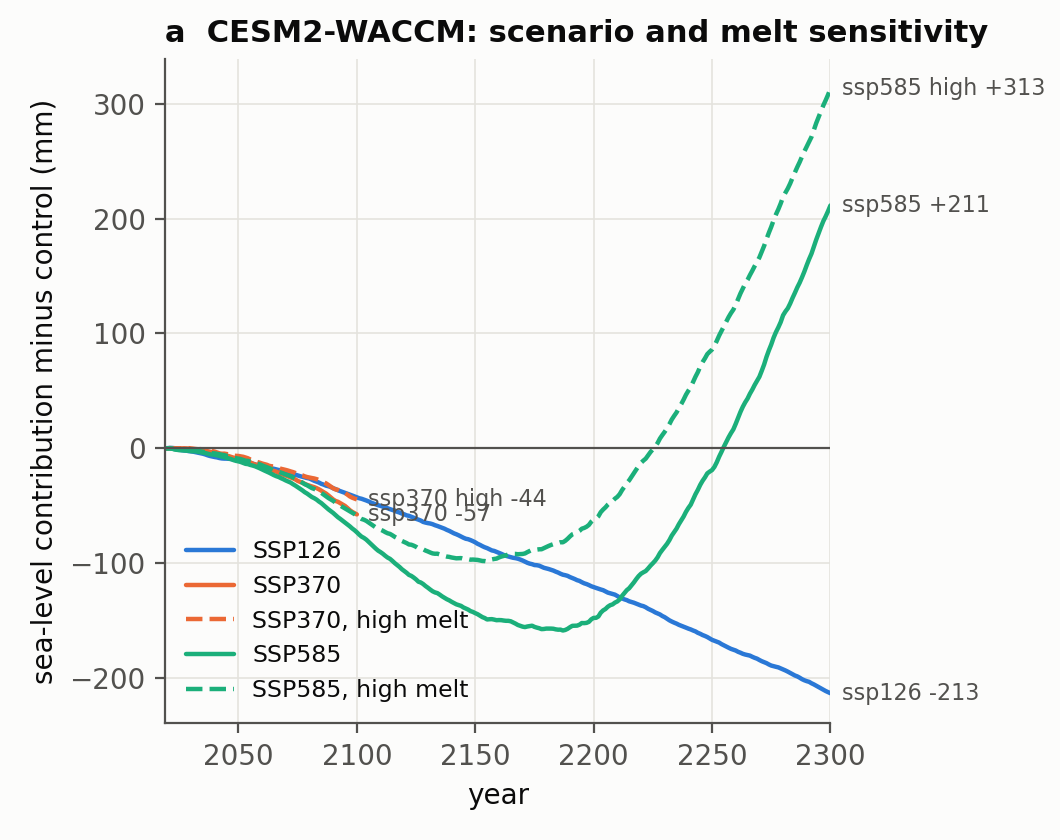 a  CESM2-WACCM: scenario and melt sensitivity
sea-level contribution minus control (mm)
300
200
100
0
−100
−200
ssp585 high +313
ssp585 +211
ssp370 high -44
ssp370 -57
ssp126 -213
SSP126
SSP370
SSP370, high melt
SSP585
SSP585, high melt
2050
2100
2150
2200
2250
2300
year